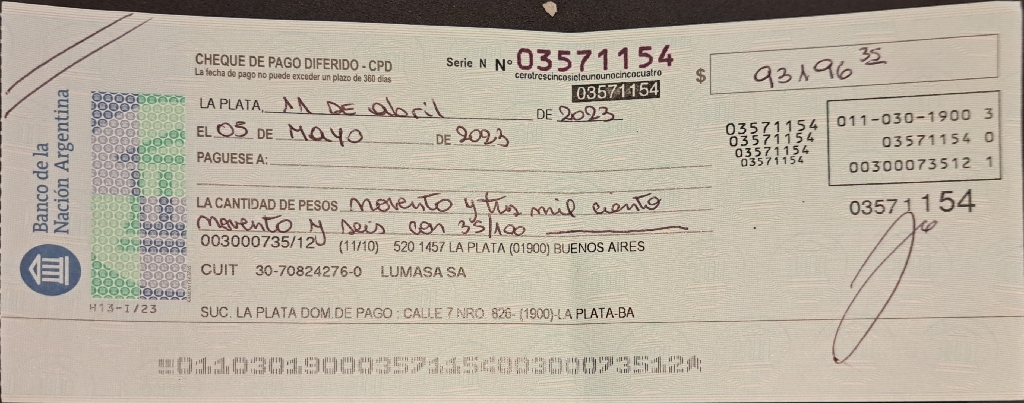 CHEQUE DE PAGO DIFERIDO - CPD
La fecha de pago no puede exceder un plazo de 360 días
Serie N Nº 03571154
cerotrescincosieteunounocincocuatro
03571154
$ 93196 35
LA PLATA, 11 DE abril DE 2023
EL 05 DE Mayo DE 2023
PAGUESE A:
03571154
03571154
03571154
03571154
011-030-1900 3
03571154 0
00300073512 1
03571154
LA CANTIDAD DE PESOS noventa y tres mil ciento
noventa y seis con 35/100
003000735/12 (11/10) 520 1457 LA PLATA (01900) BUENOS AIRES
CUIT 30-70824276-0 LUMASA SA
SUC. LA PLATA DOM.DE PAGO : CALLE 7 NRO 826- (1900)-LA PLATA-BA
Banco de la
Nación Argentina
H13-I/23